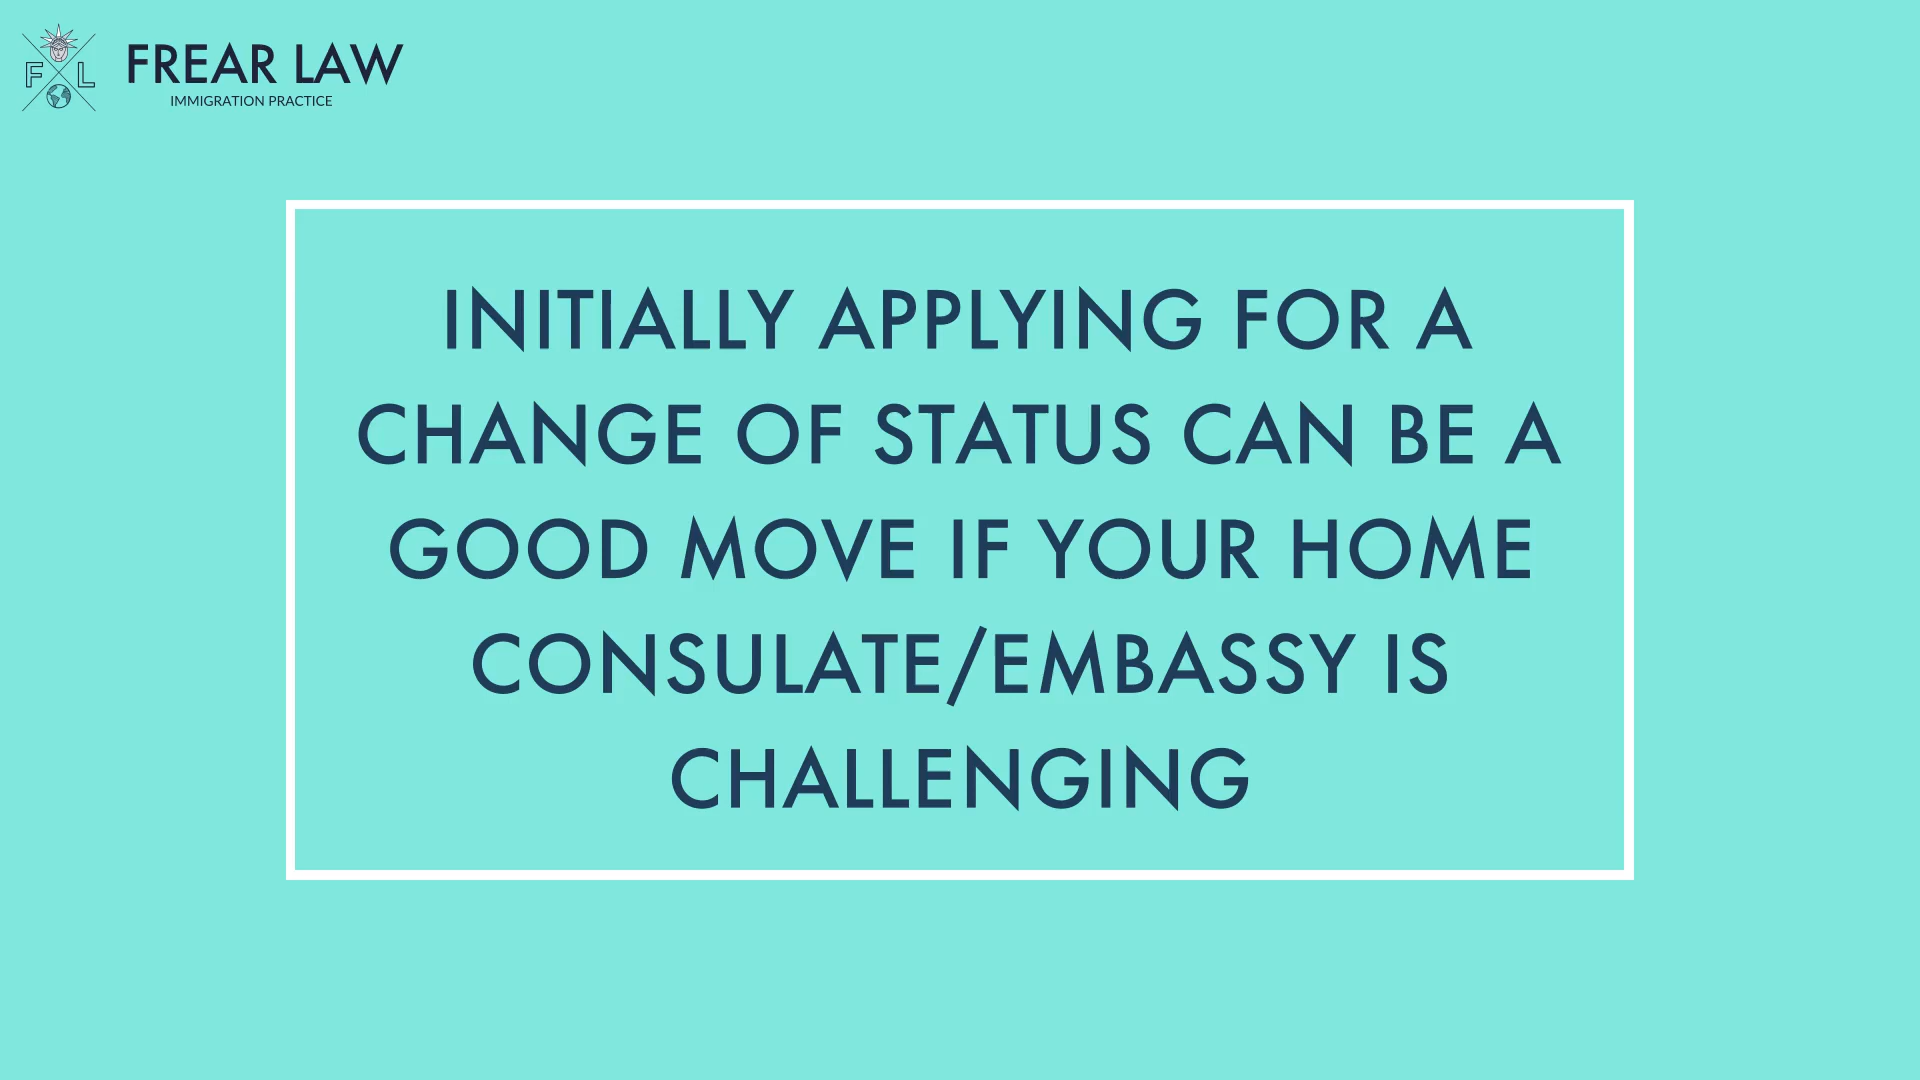 F L
FREAR LAW
IMMIGRATION PRACTICE
INITIALLY APPLYING FOR A
CHANGE OF STATUS CAN BE A
GOOD MOVE IF YOUR HOME
CONSULATE/EMBASSY IS
CHALLENGING